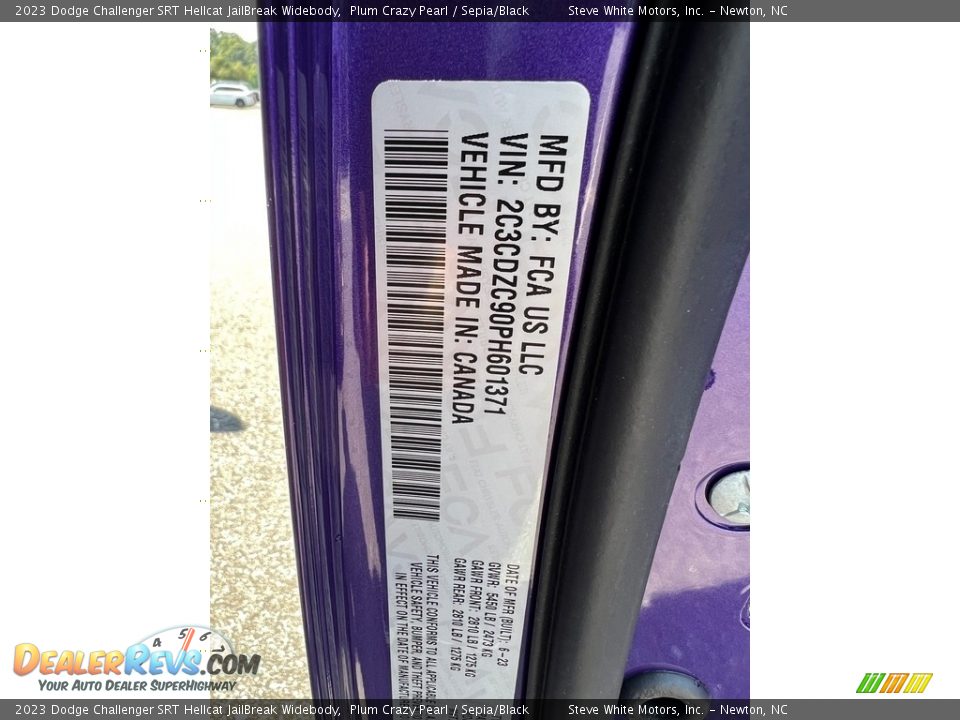 2023 Dodge Challenger SRT Hellcat JailBreak Widebody, Plum Crazy Pearl / Sepia/Black Steve White Motors, Inc. - Newton, NC
MFD BY: FCA US LLC
VIN: 2C3CDZC90PH601371
VEHICLE MADE IN: CANADA
DATE OF MFR (BUILT): 6-23
GVWR: 5450 LB / 2473 KG
GAWR FRONT: 2810 LB / 1275 KG
GAWR REAR: 2810 LB / 1275 KG
THIS VEHICLE CONFORMS TO ALL APPLICABLE
VEHICLE SAFETY, BUMPER, AND THEFT
IN EFFECT ON THE DATE OF
DEALERREVS.COM
YOUR AUTO DEALER SUPERHIGHWAY
2023 Dodge Challenger SRT Hellcat JailBreak Widebody, Plum Crazy Pearl / Sepia/Black Steve White Motors, Inc. - Newton, NC